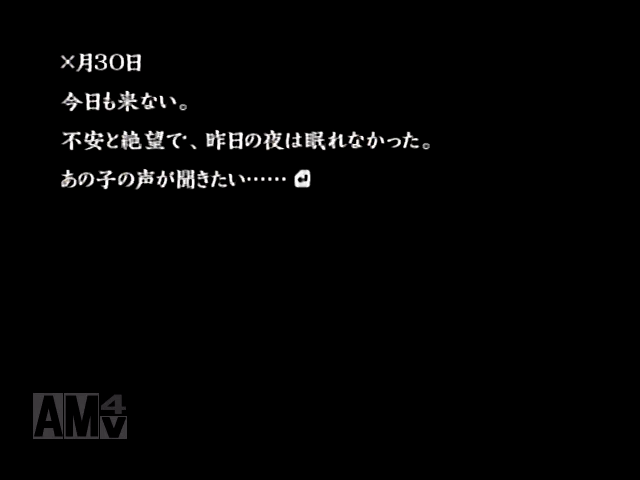 ×月30日
今日も来ない。
不安と絶望で、昨日の夜は眠れなかった。
あの子の声が聞きたい……
AM4V